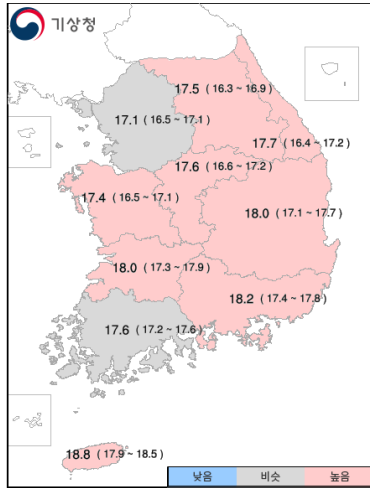 기상청
17.5 ( 16.3 ~ 16.9)
17.1 ( 16.5 ~ 17.1)
17.7 ( 16.4 ~ 17.2)
17.6 ( 16.6 ~ 17.2)
17.4 ( 16.5 ~ 17.1)
18.0 ( 17.1 ~ 17.7)
18.0 ( 17.3 ~ 17.9)
18.2 ( 17.4 ~ 17.8)
17.6 ( 17.2 ~ 17.6)
18.8 ( 17.9 ~ 18.5)
낮음 비슷 높음